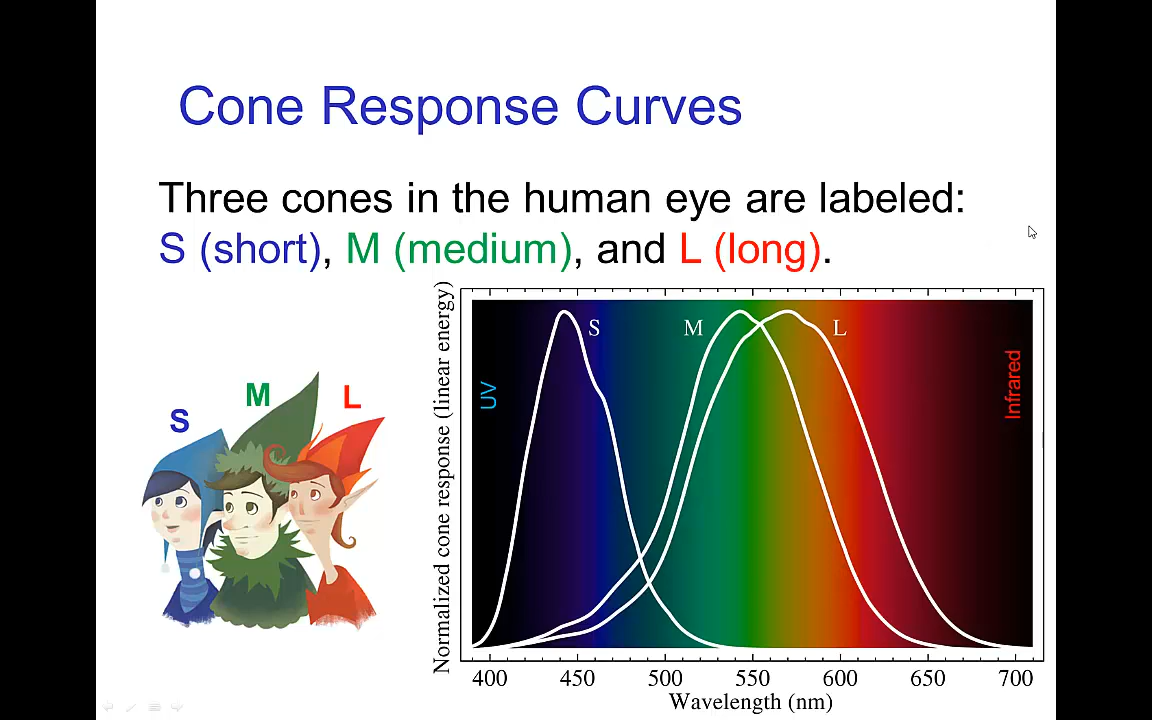 Cone Response Curves
Three cones in the human eye are labeled:
S (short), M (medium), and L (long).
S
M
L
Normalized cone response (linear energy)
UV
S
M
L
Infrared
400 450 500 550 600 650 700
Wavelength (nm)